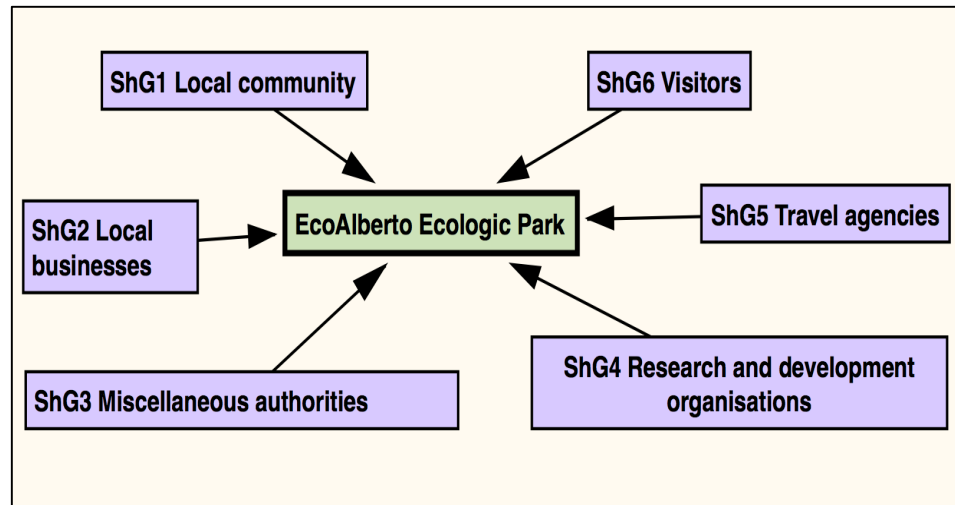 ShG1 Local community
ShG6 Visitors
EcoAlberto Ecologic Park
ShG5 Travel agencies
ShG2 Local
businesses
ShG4 Research and development
organisations
ShG3 Miscellaneous authorities